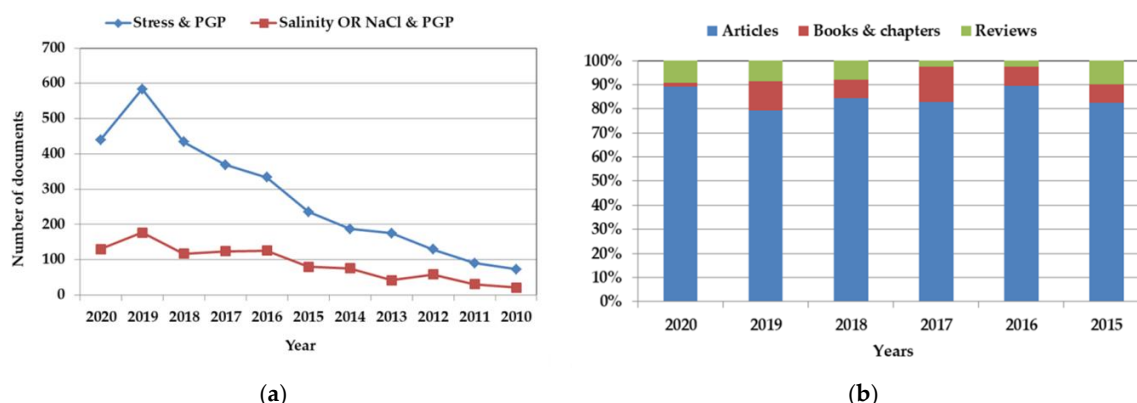 Stress & PGP Salinity OR NaCl & PGP
700
600
500
400
300
200
100
0
Number of documents
2020 2019 2018 2017 2016 2015 2014 2013 2012 2011 2010
Year
(a)
Articles Books & chapters Reviews
100%
90%
80%
70%
60%
50%
40%
30%
20%
10%
0%
2020 2019 2018 2017 2016 2015
Years
(b)